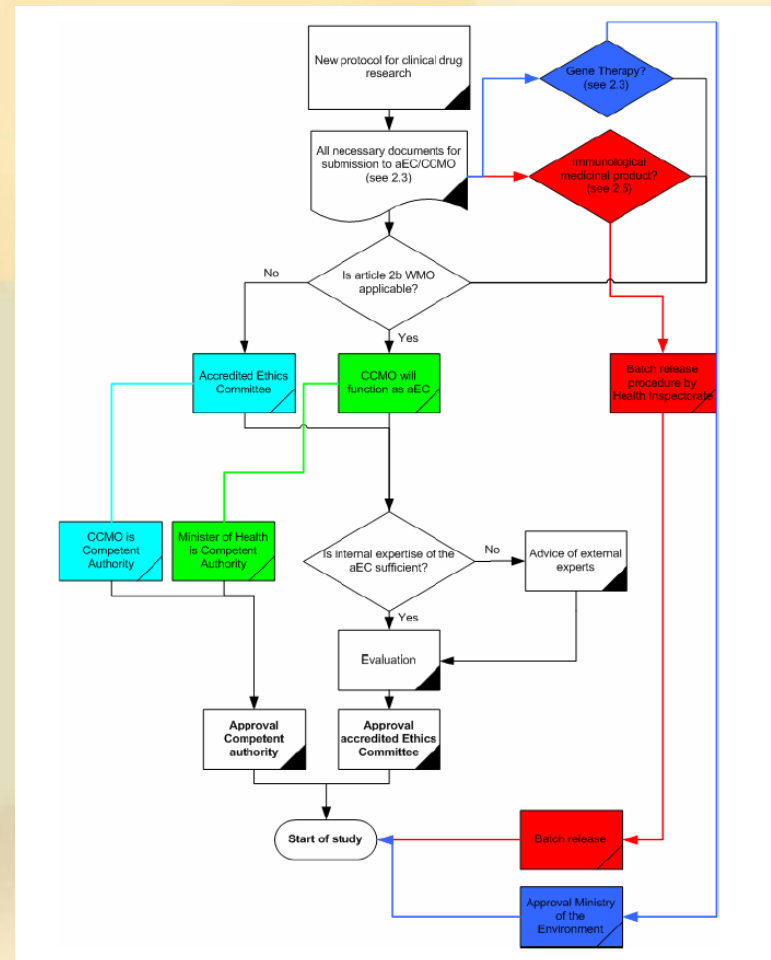 New protocol for clinical drug
research
Gene Therapy?
(see 2.3)
All necessary documents for
submission to aEC/CCMO
(see 2.3)
Immunological
medicinal product?
(see 2.5)
Is article 2b WMO
applicable?
No
Yes
Accredited Ethics
Committee
CCMO will
function as aEC
Batch release
procedure by
Health Inspectorate
CCMO is
Competent
Authority
Minister of Health
is Competent
Authority
Is internal expertise of the
aEC sufficient?
No
Advice of external
experts
Yes
Evaluation
Approval
Competent
authority
Approval
accredited Ethics
Committee
Start of study
Batch release
Approval Ministry
of the
Environment